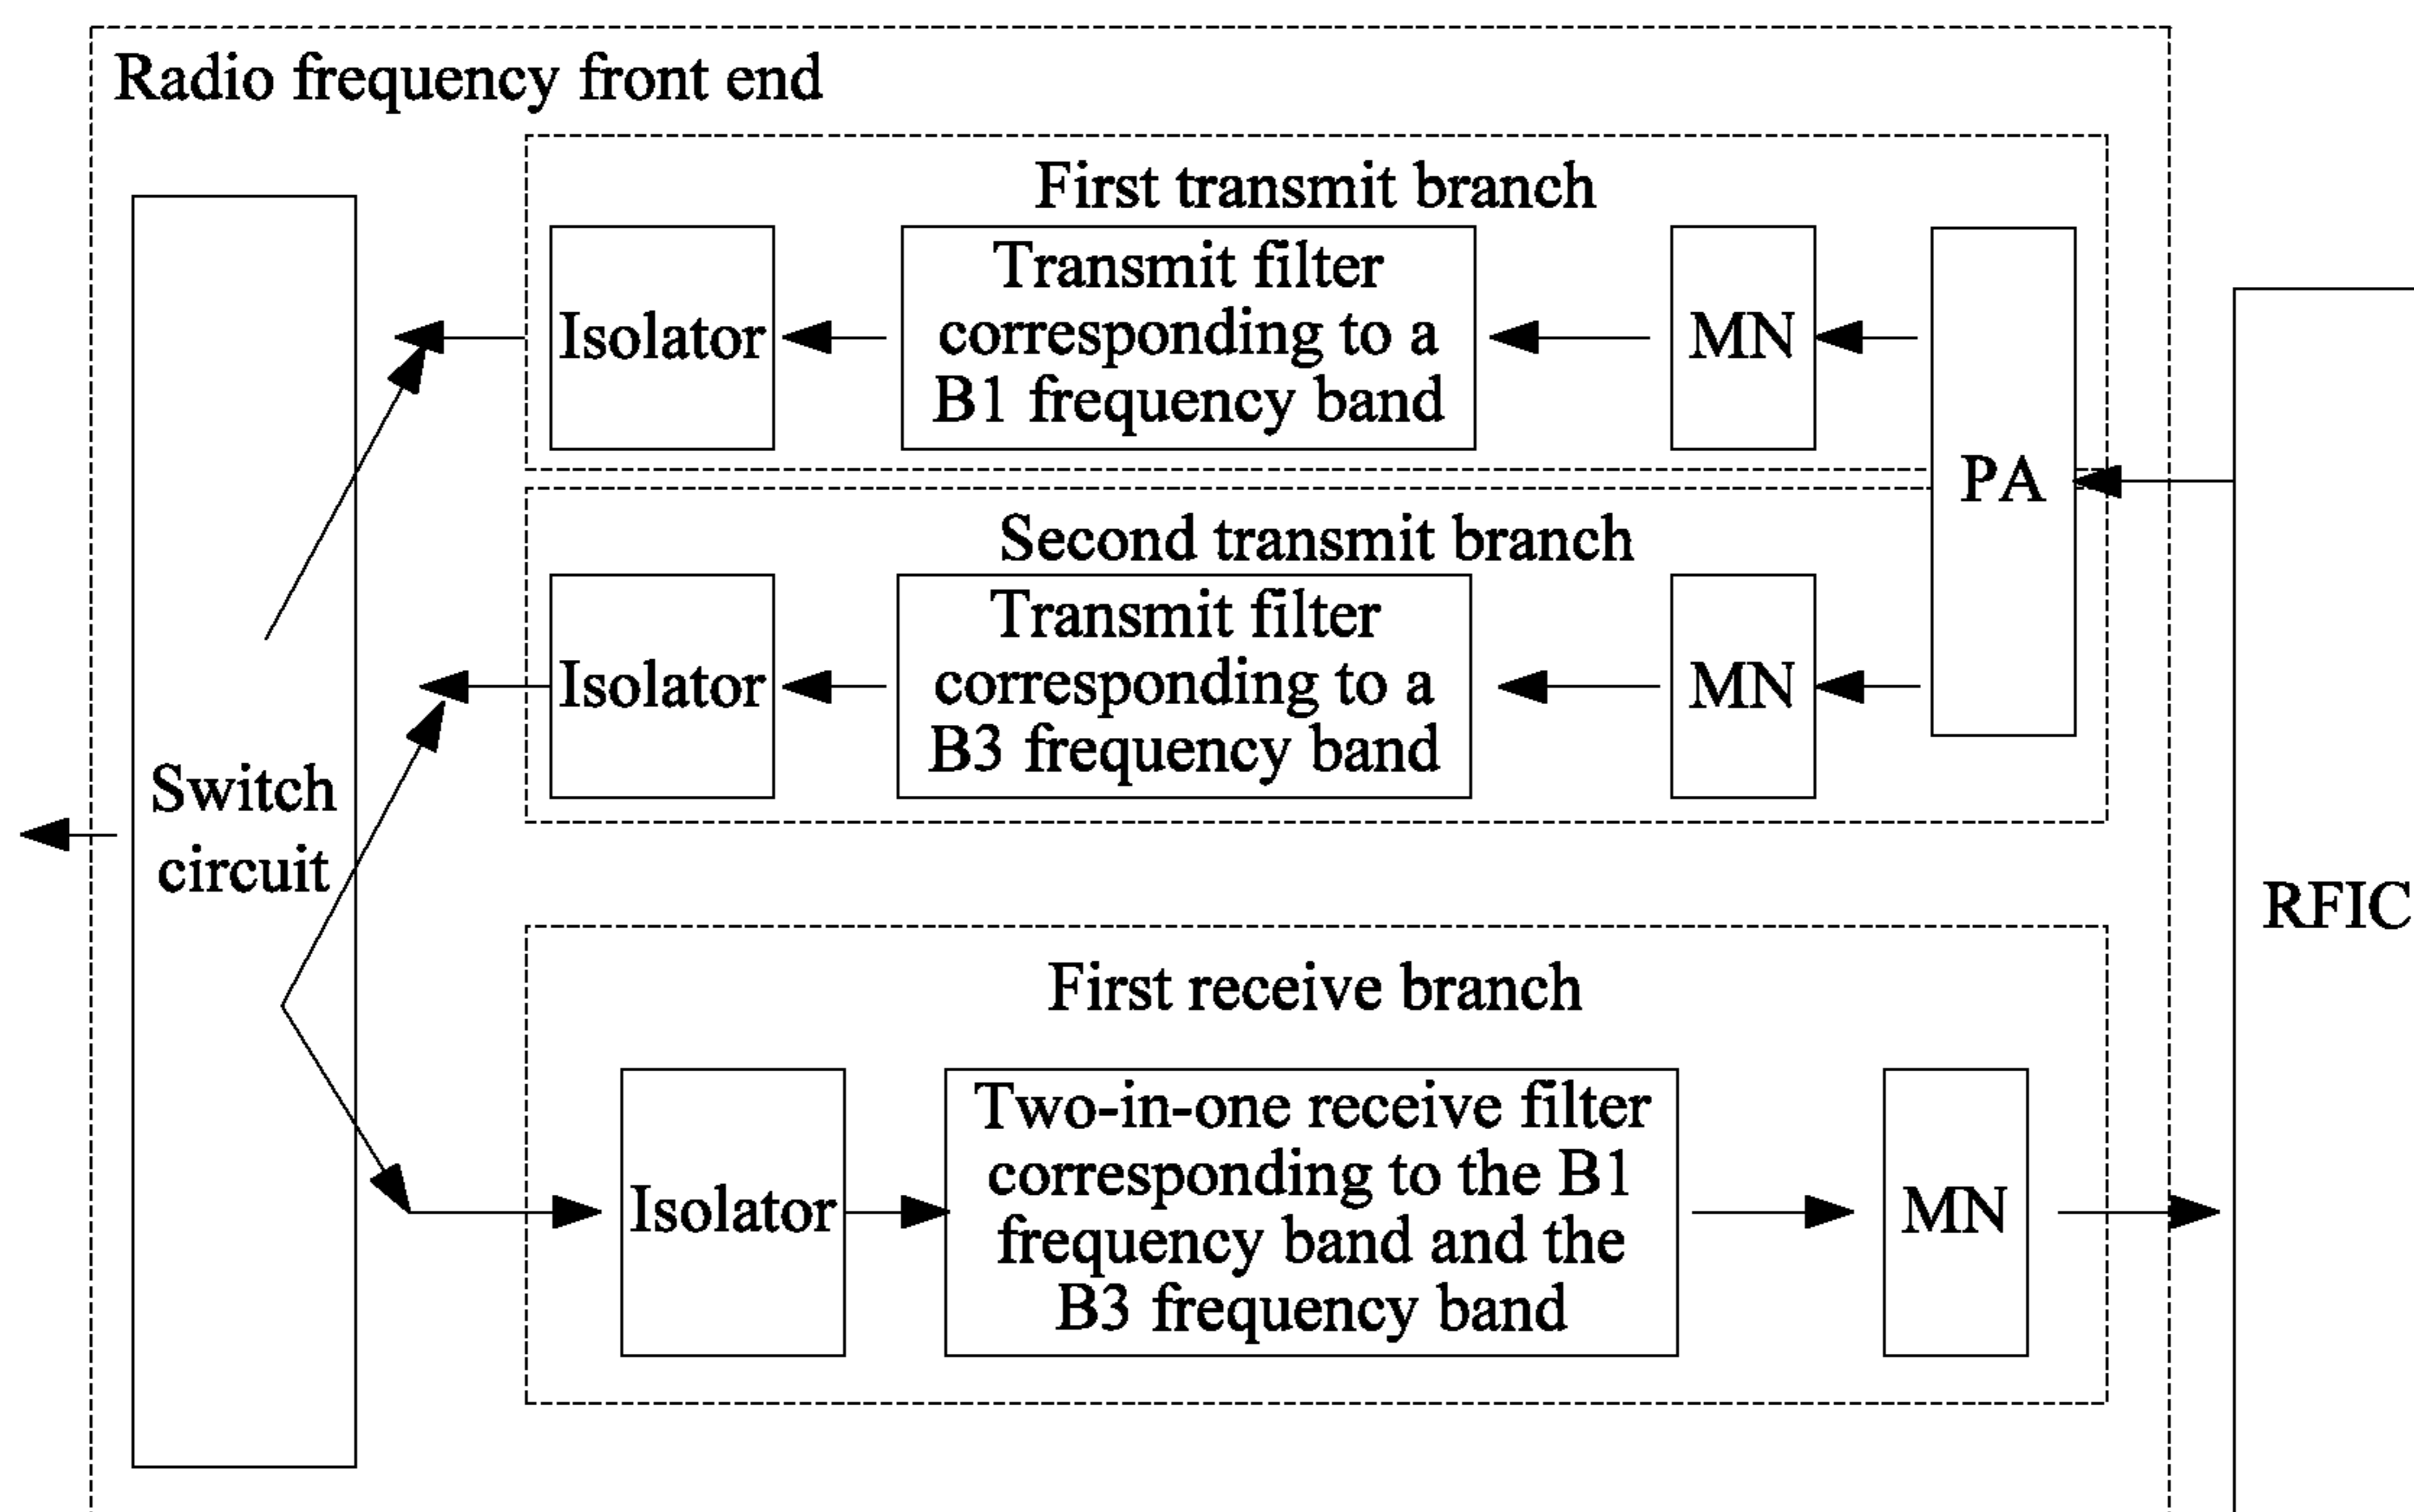 Radio frequency front end
First transmit branch
Isolator
Transmit filter
corresponding to a
B1 frequency band
MN
PA
Second transmit branch
Isolator
Transmit filter
corresponding to a
B3 frequency band
MN
Switch
circuit
RFIC
First receive branch
Isolator
Two-in-one receive filter
corresponding to the B1
frequency band and the
B3 frequency band
MN